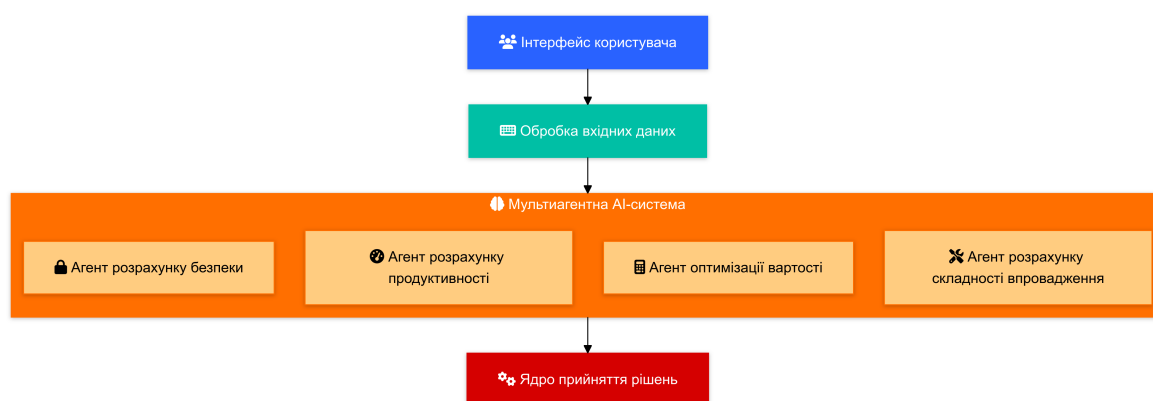 Інтерфейс користувача
Обробка вхідних даних
Мультиагентна AI-система
Агент розрахунку безпеки
Агент розрахунку
продуктивності
Агент оптимізації вартості
Агент розрахунку
складності впровадження
Ядро прийняття рішень